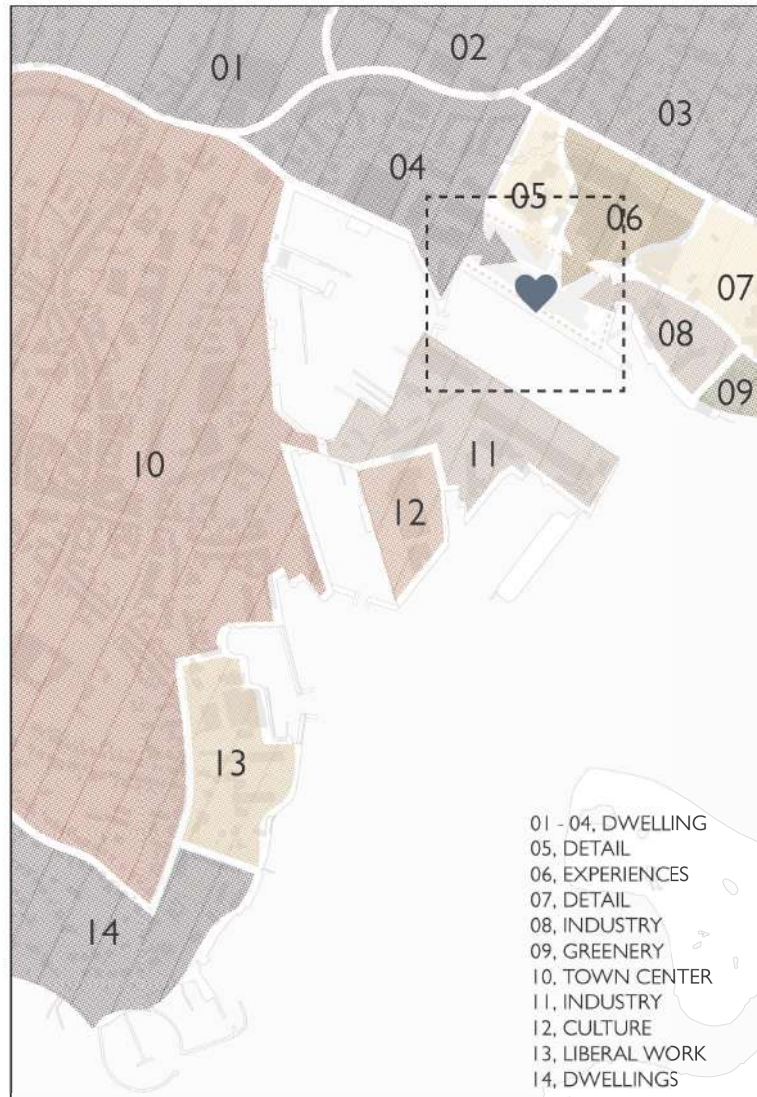 01
02
03
04
05
06
07
08
09
10
11
12
13
14
01 - 04, DWELLING
05, DETAIL
06, EXPERIENCES
07, DETAIL
08, INDUSTRY
09, GREENERY
10, TOWN CENTER
11, INDUSTRY
12, CULTURE
13, LIBERAL WORK
14, DWELLINGS